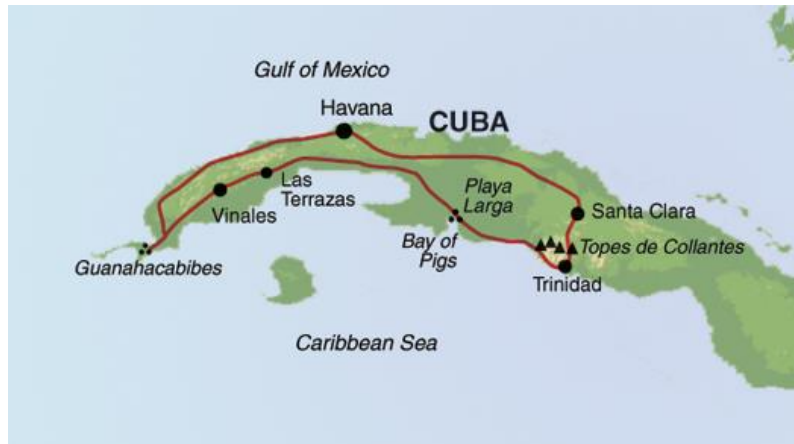 Gulf of Mexico
Havana
CUBA
Las
Terrazas
Vinales
Playa
Larga
Santa Clara
Bay of
Pigs
Topes de Collantes
Guanahacabibes
Trinidad
Caribbean Sea